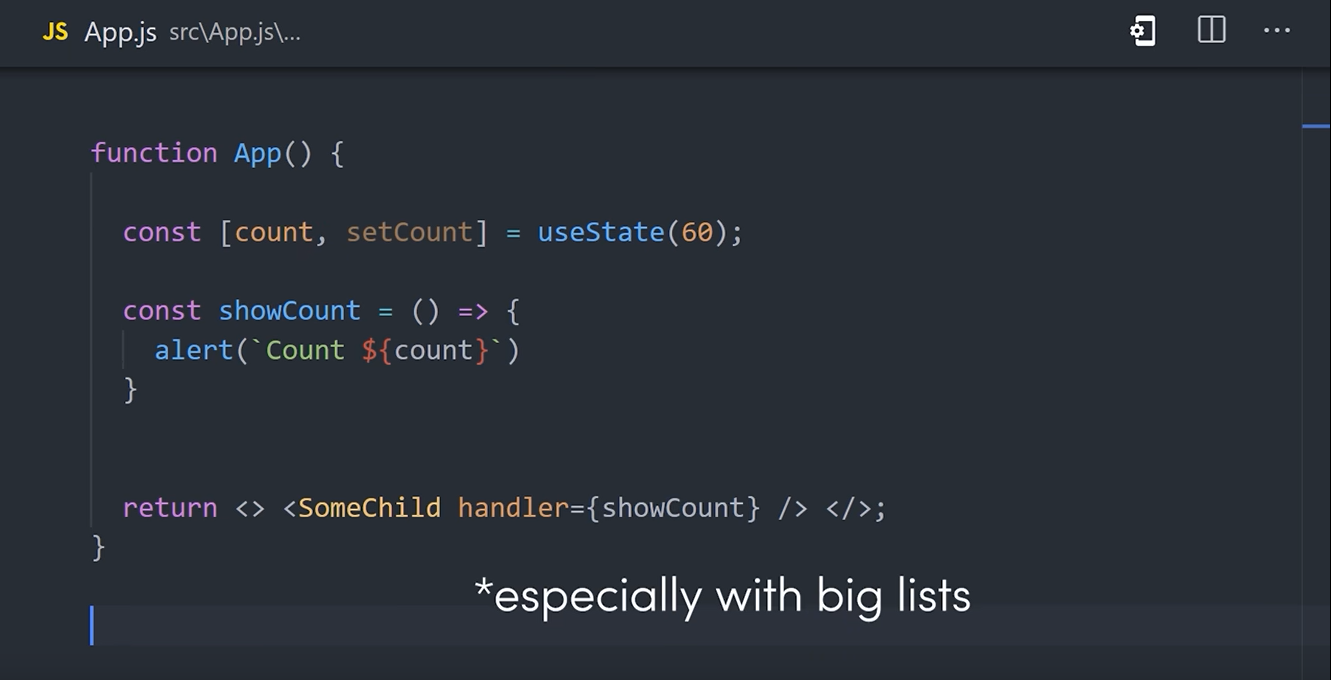 JS App.js src\App.js\...
function App() {
const [count, setCount] = useState(60);
const showCount = () => {
alert(`Count ${count}`)
}
return <> <SomeChild handler={showCount} /> </>;
}
*especially with big lists